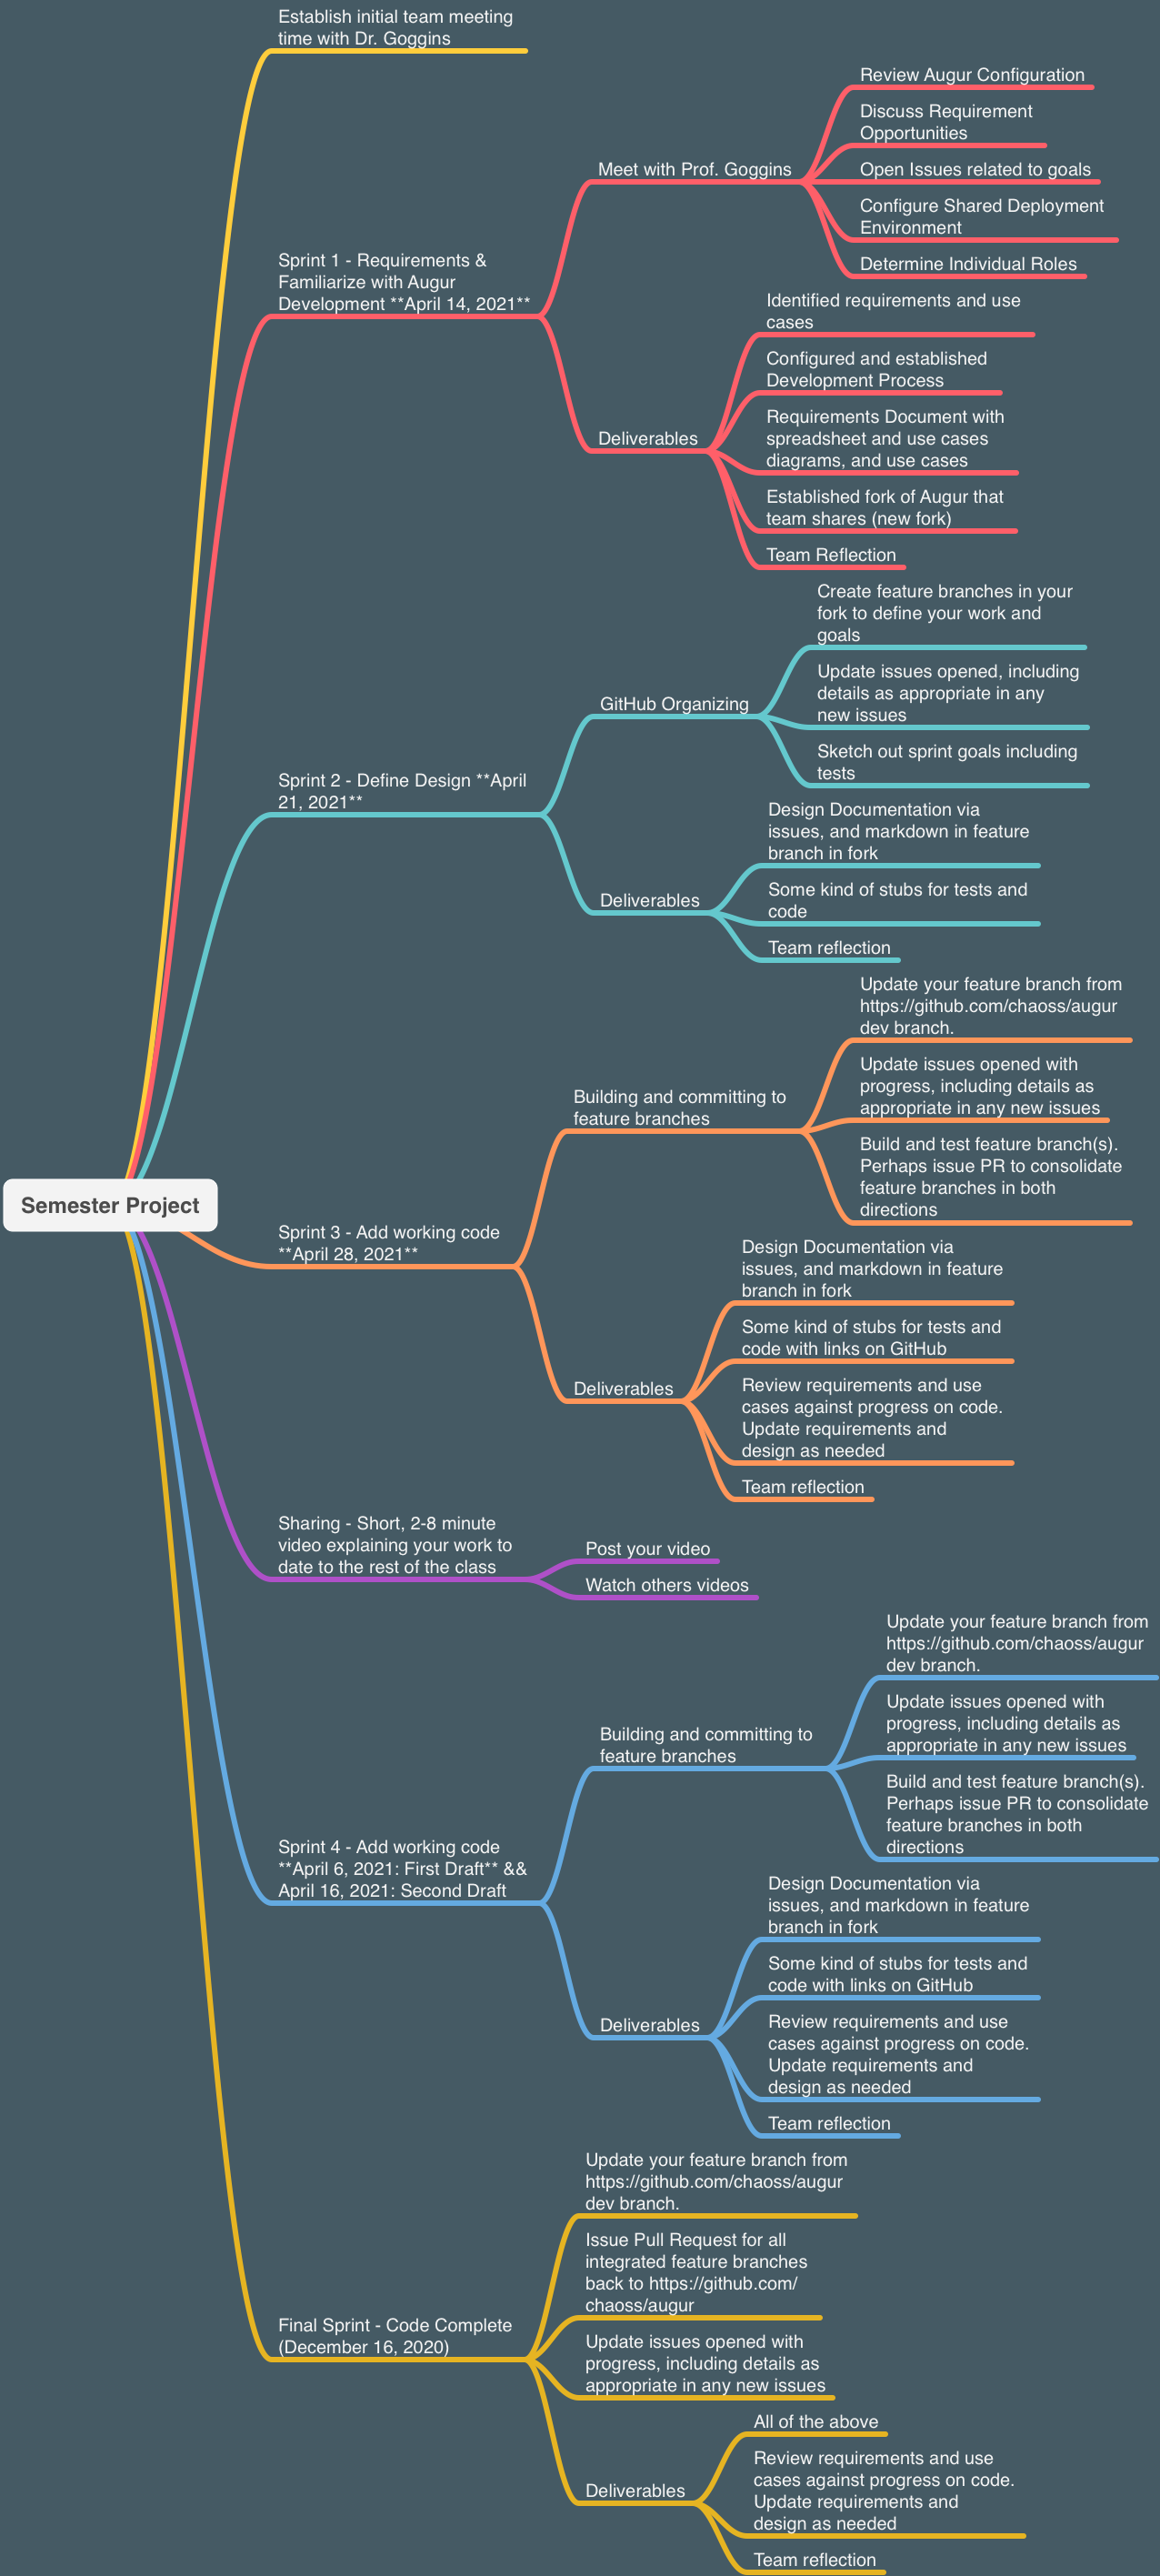 Establish initial team meeting
time with Dr. Goggins
Review Augur Configuration
Discuss Requirement
Opportunities
Meet with Prof. Goggins
Open Issues related to goals
Configure Shared Deployment
Environment
Determine Individual Roles
Sprint 1 - Requirements &
Familiarize with Augur
Development **April 14, 2021**
Identified requirements and use
cases
Configured and established
Development Process
Deliverables
Requirements Document with
spreadsheet and use cases
diagrams, and use cases
Established fork of Augur that
team shares (new fork)
Team Reflection
Create feature branches in your
fork to define your work and
goals
GitHub Organizing
Update issues opened, including
details as appropriate in any
new issues
Sketch out sprint goals including
tests
Sprint 2 - Define Design **April
21, 2021**
Design Documentation via
issues, and markdown in feature
branch in fork
Deliverables
Some kind of stubs for tests and
code
Team reflection
Update your feature branch from
https://github.com/chaoss/augur
dev branch.
Building and committing to
feature branches
Update issues opened with
progress, including details as
appropriate in any new issues
Build and test feature branch(s).
Perhaps issue PR to consolidate
feature branches in both
directions
Semester Project
Sprint 3 - Add working code
**April 28, 2021**
Design Documentation via
issues, and markdown in feature
branch in fork
Some kind of stubs for tests and
code with links on GitHub
Deliverables
Review requirements and use
cases against progress on code.
Update requirements and
design as needed
Team reflection
Sharing - Short, 2-8 minute
video explaining your work to
date to the rest of the class
Post your video
Watch others videos
Update your feature branch from
https://github.com/chaoss/augur
dev branch.
Building and committing to
feature branches
Update issues opened with
progress, including details as
appropriate in any new issues
Build and test feature branch(s).
Perhaps issue PR to consolidate
feature branches in both
directions
Sprint 4 - Add working code
**April 6, 2021: First Draft** &&
April 16, 2021: Second Draft
Design Documentation via
issues, and markdown in feature
branch in fork
Some kind of stubs for tests and
code with links on GitHub
Deliverables
Review requirements and use
cases against progress on code.
Update requirements and
design as needed
Team reflection
Update your feature branch from
https://github.com/chaoss/augur
dev branch.
Issue Pull Request for all
integrated feature branches
back to https://github.com/
chaoss/augur
Final Sprint - Code Complete
(December 16, 2020)
Update issues opened with
progress, including details as
appropriate in any new issues
All of the above
Deliverables
Review requirements and use
cases against progress on code.
Update requirements and
design as needed
Team reflection